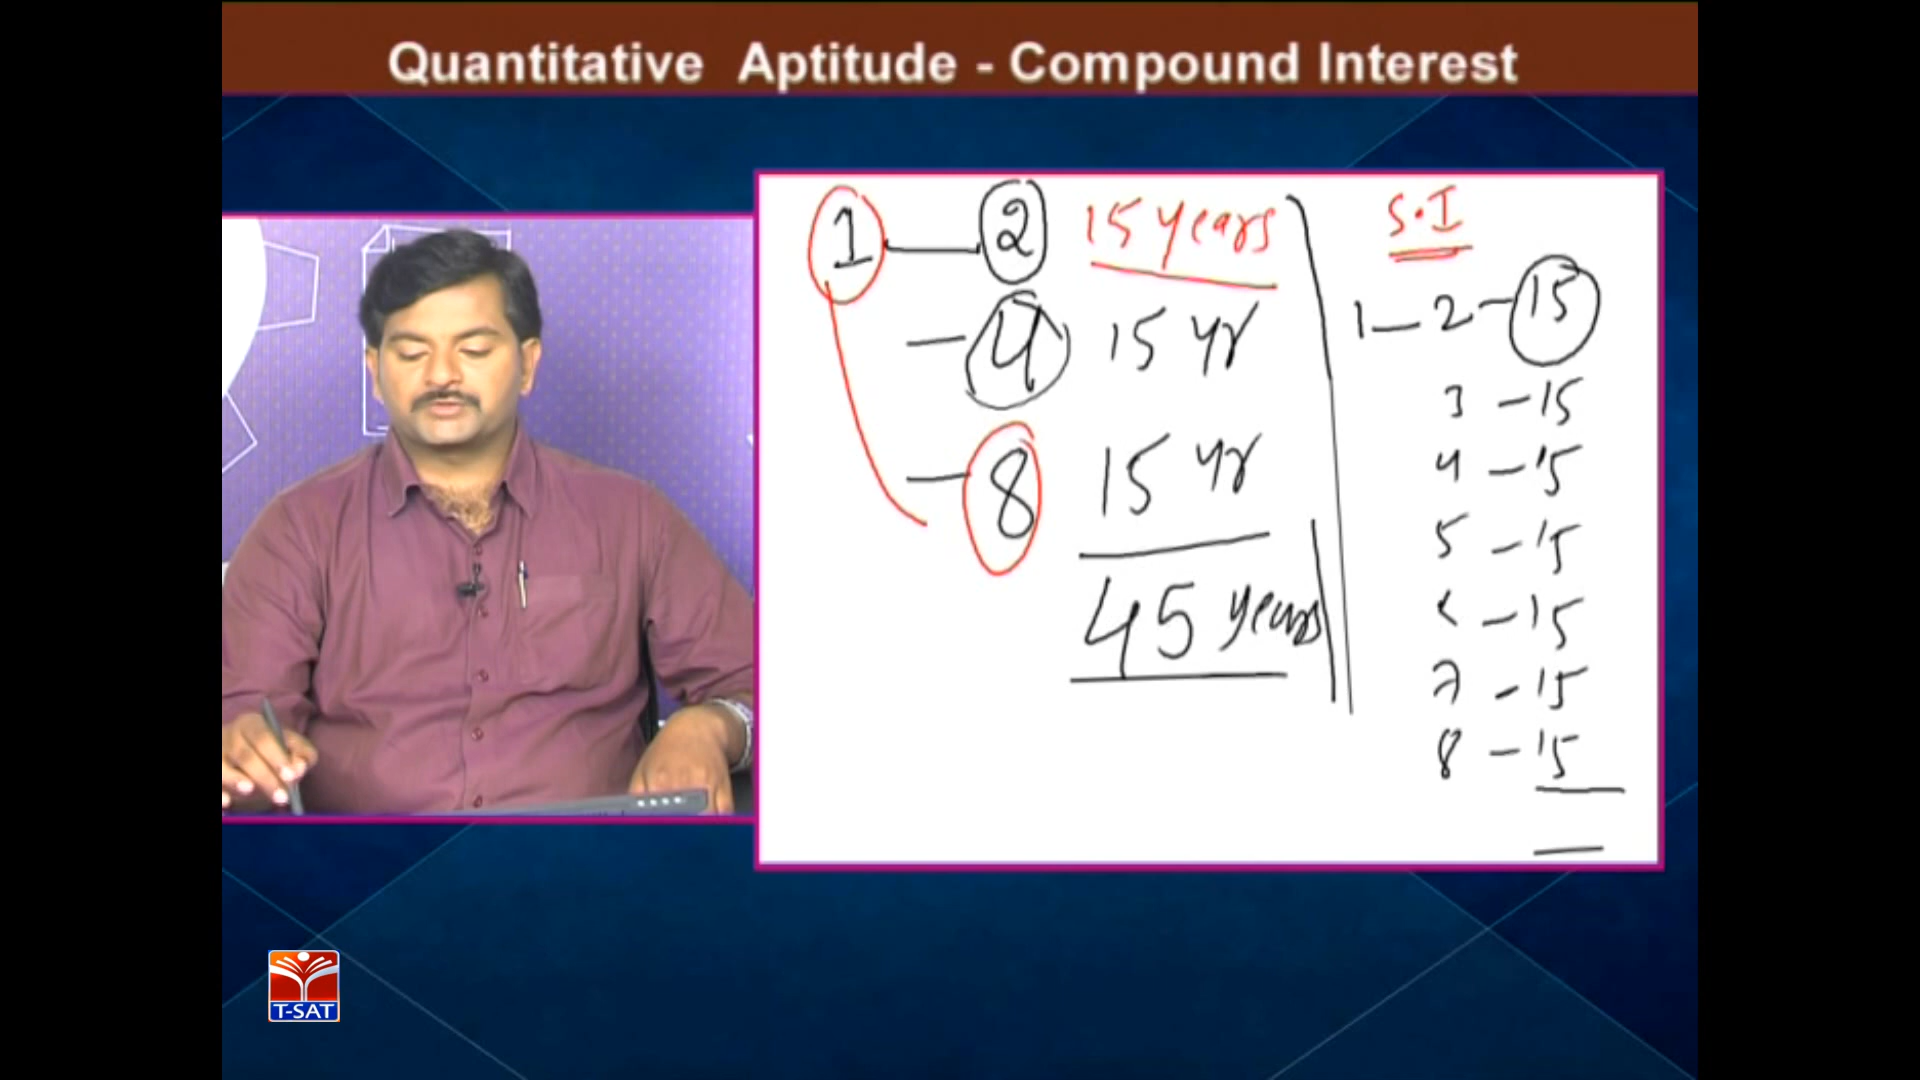 Quantitative Aptitude - Compound Interest
1 — 2 15 years
— 4 15 yr
— 8 15 yr
45 years
S.I
1 — 2 - 15
3 - 15
4 - 15
5 - 15
- 15
7 - 15
8 - 15
T-SAT